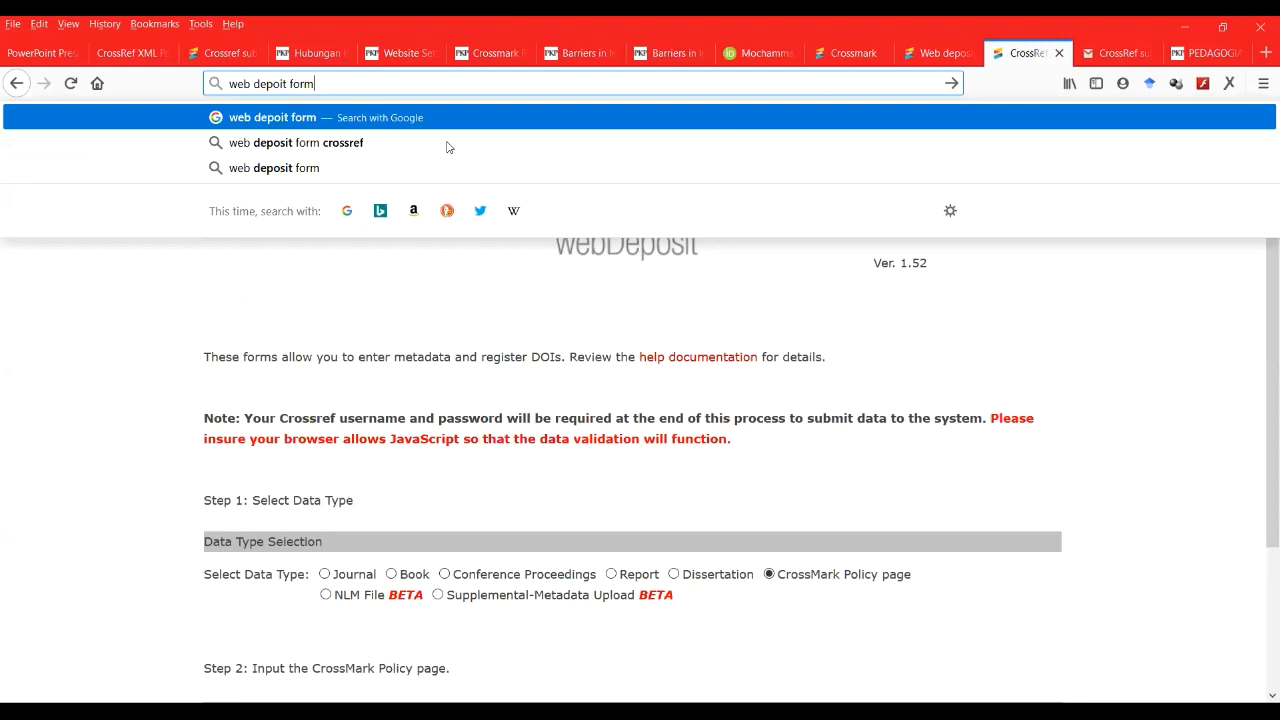 File Edit View History Bookmarks Tools Help
PowerPoint Pres CrossRef XML Pa Crossref sub Hubungan Website Set Crossmark Barriers in I Barriers in I Mochamm Crossmark Web depos CrossRef CrossRef su PEDAGOGI
web depoit form
web depoit form — Search with Google
web deposit form crossref
web deposit form
This time, search with:
webDeposit
Ver. 1.52
These forms allow you to enter metadata and register DOIs. Review the help documentation for details.
Note: Your Crossref username and password will be required at the end of this process to submit data to the system. Please
insure your browser allows JavaScript so that the data validation will function.
Step 1: Select Data Type
Data Type Selection
Select Data Type: Journal Book Conference Proceedings Report Dissertation CrossMark Policy page
NLM File BETA Supplemental-Metadata Upload BETA
Step 2: Input the CrossMark Policy page.